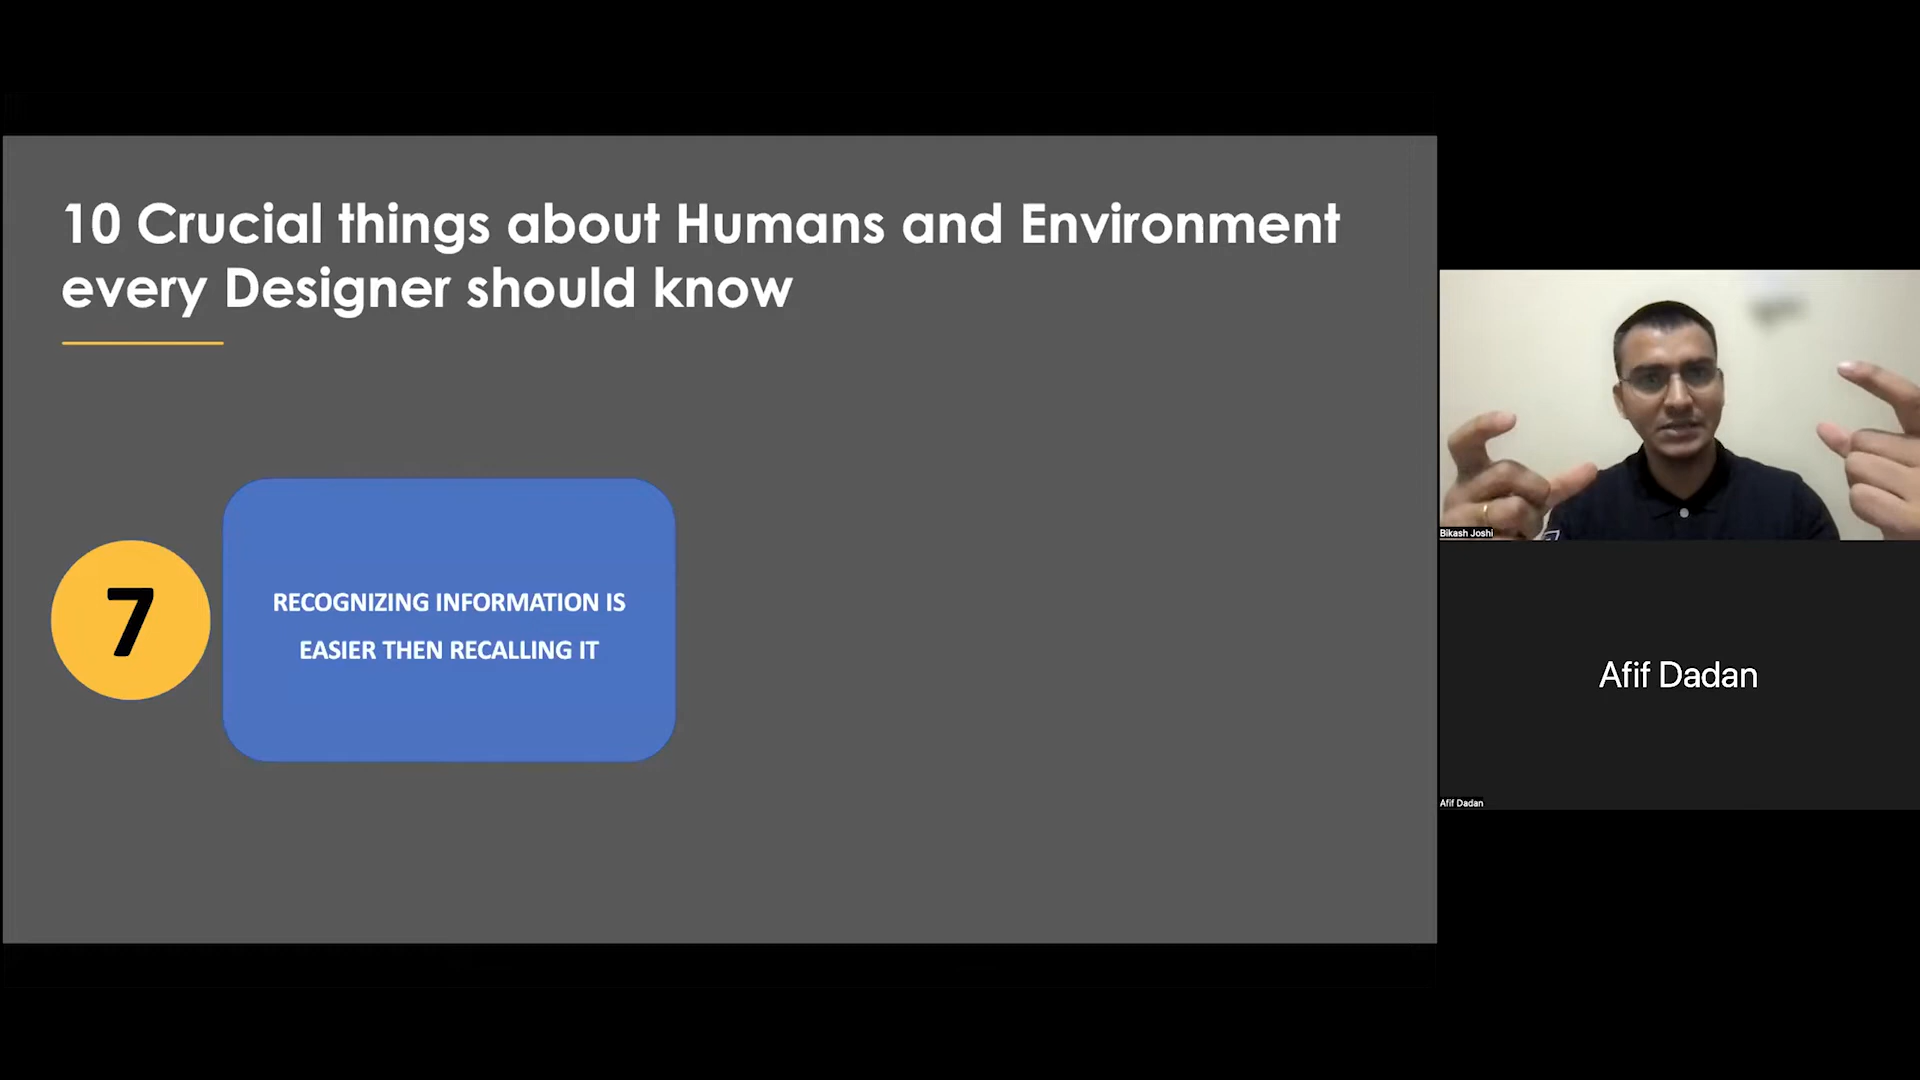 10 Crucial things about Humans and Environment
every Designer should know
7
RECOGNIZING INFORMATION IS
EASIER THEN RECALLING IT
Bikash Joshi
Afif Dadan
Afif Dadan